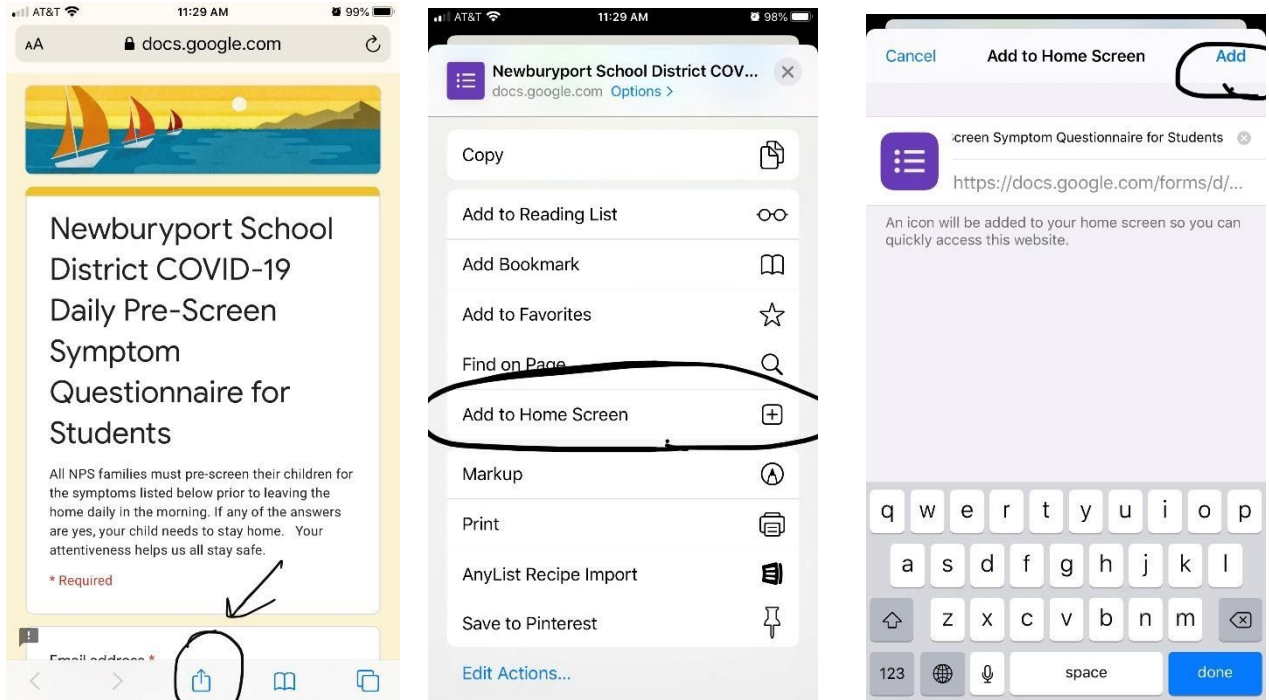 AT&T 11:29 AM 99%
AA docs.google.com
Newburyport School
District COVID-19
Daily Pre-Screen
Symptom
Questionnaire for
Students
All NPS families must pre-screen their children for
the symptoms listed below prior to leaving the
home daily in the morning. If any of the answers
are yes, your child needs to stay home. Your
attentiveness helps us all stay safe.
* Required
!
Email address *
AT&T 11:29 AM 98%
Newburyport School District COV...
docs.google.com Options >
Copy
Add to Reading List
Add Bookmark
Add to Favorites
Find on Page
Add to Home Screen
Markup
Print
AnyList Recipe Import
Save to Pinterest
Edit Actions...
Cancel Add to Home Screen Add
creen Symptom Questionnaire for Students
https://docs.google.com/forms/d/...
An icon will be added to your home screen so you can
quickly access this website.
q w e r t y u i o p
a s d f g h j k l
z x c v b n m
123 space done